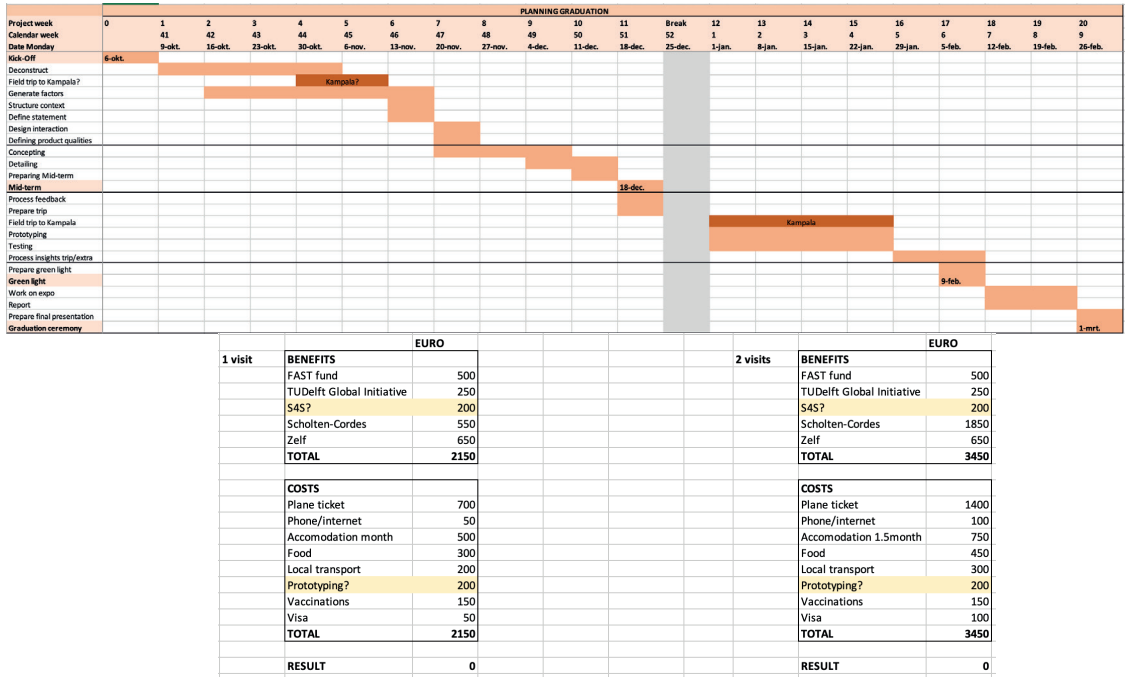 PLANNING GRADUATION
Project week 0 1 2 3 4 5 6 7 8 9 10 11 Break 12 13 14 15 16 17 18 19 20
Calendar week 41 42 43 44 45 46 47 48 49 50 51 52 1 2 3 4 5 6 7 8 9
Date Monday 9-okt. 16-okt. 23-okt. 30-okt. 6-nov. 13-nov. 20-nov. 27-nov. 4-dec. 11-dec. 18-dec. 25-dec. 1-jan. 8-jan. 15-jan. 22-jan. 29-jan. 5-feb. 12-feb. 19-feb. 26-feb.
Kick-Off 6-okt.
Deconstruct
Field trip to Kampala? Kampala?
Generate factors
Structure context
Define statement
Design interaction
Defining product qualities
Concepting
Detailing
Preparing Mid-term
Mid-term 18-dec.
Process feedback
Prepare trip
Field trip to Kampala Kampala
Prototyping
Testing
Process insights trip/extra
Prepare green light
Green light 9-feb.
Work on expo
Report
Prepare final presentation
Graduation ceremony 1-mrt.
EURO EURO
1 visit BENEFITS 2 visits BENEFITS
FAST fund 500 FAST fund 500
TUDelft Global Initiative 250 TUDelft Global Initiative 250
S4S? 200 S4S? 200
Scholten-Cordes 550 Scholten-Cordes 1850
Zelf 650 Zelf 650
TOTAL 2150 TOTAL 3450
COSTS COSTS
Plane ticket 700 Plane ticket 1400
Phone/internet 50 Phone/internet 100
Accomodation month 500 Accomodation 1.5month 750
Food 300 Food 450
Local transport 200 Local transport 300
Prototyping? 200 Prototyping? 200
Vaccinations 150 Vaccinations 150
Visa 50 Visa 100
TOTAL 2150 TOTAL 3450
RESULT 0 RESULT 0